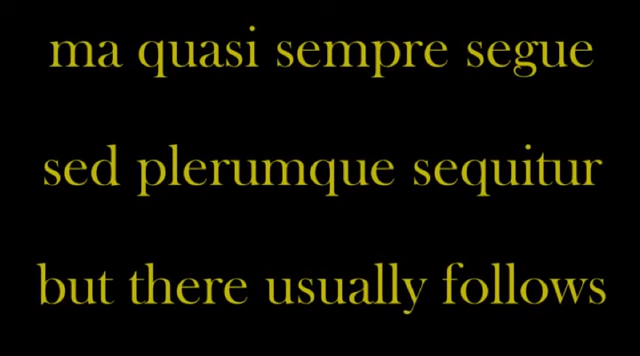 ma quasi sempre segue
sed plerumque sequitur
but there usually follows